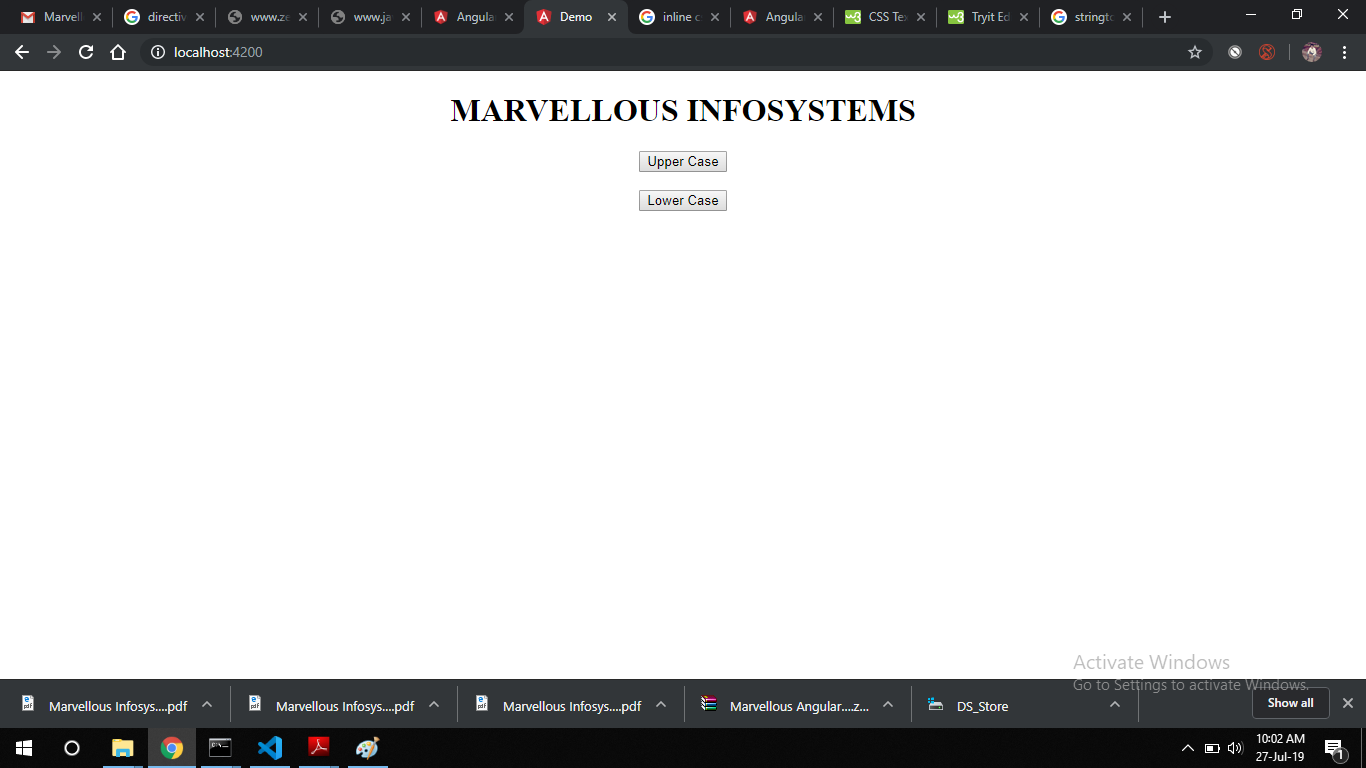 Marvell
directiv
www.ze
www.ja
Angula
Demo
inline c
Angula
CSS Te
Tryit Ed
stringto
localhost:4200
MARVELLOUS INFOSYSTEMS
Upper Case
Lower Case
Activate Windows
Go to Settings to activate Windows.
Marvellous Infosys....pdf
Marvellous Infosys....pdf
Marvellous Infosys....pdf
Marvellous Angular....z...
DS_Store
Show all
10:02 AM
27-Jul-19
1